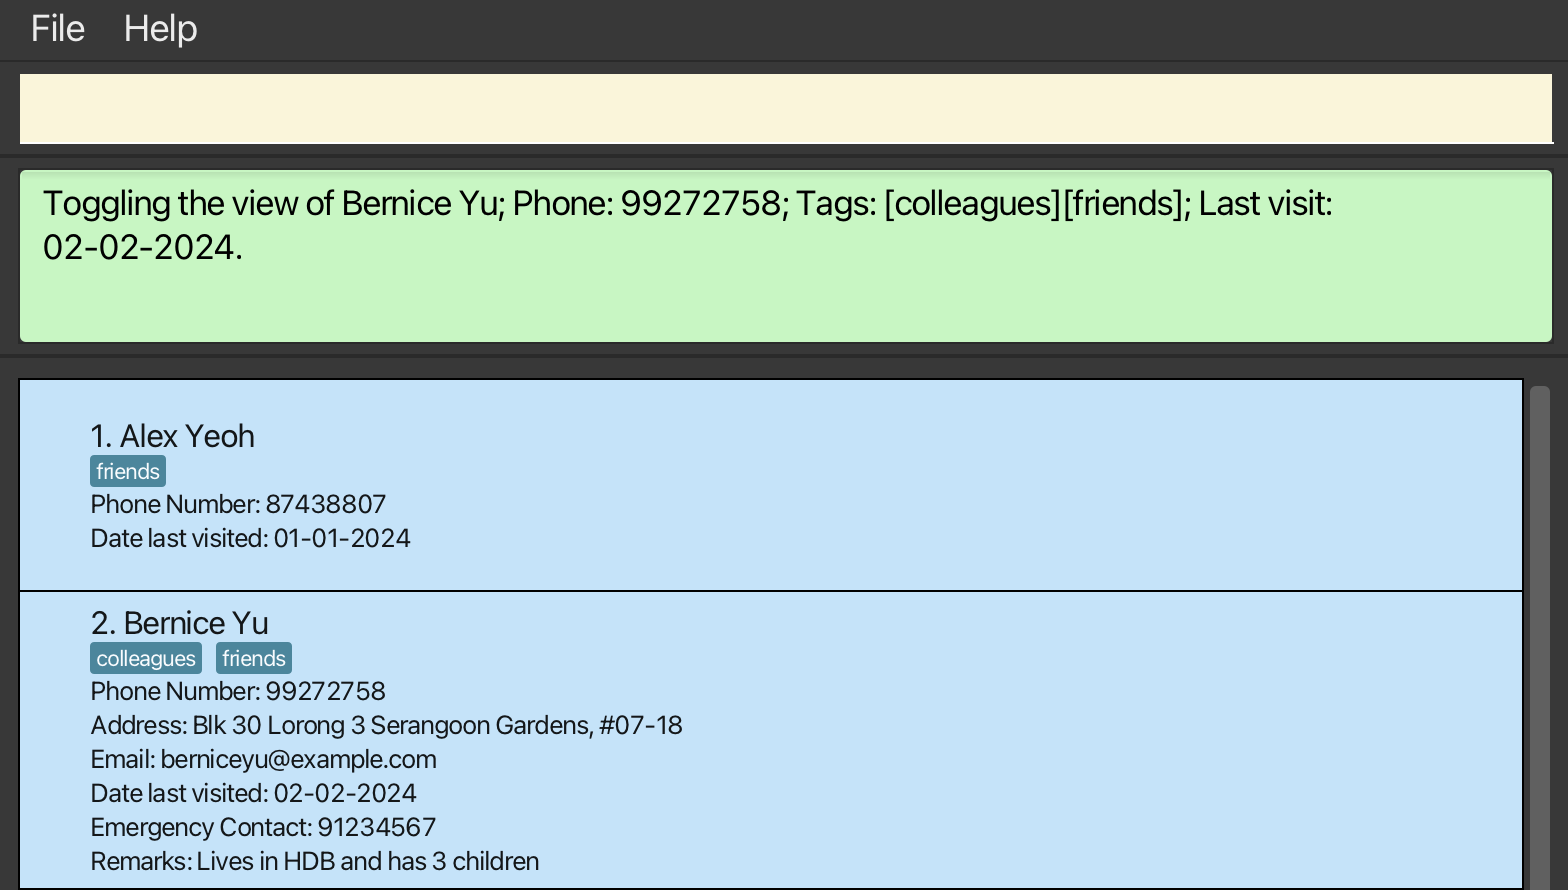 File Help
Toggling the view of Bernice Yu; Phone: 99272758; Tags: [colleagues][friends]; Last visit:
02-02-2024.
1. Alex Yeoh
friends
Phone Number: 87438807
Date last visited: 01-01-2024
2. Bernice Yu
colleagues friends
Phone Number: 99272758
Address: Blk 30 Lorong 3 Serangoon Gardens, #07-18
Email: berniceyu@example.com
Date last visited: 02-02-2024
Emergency Contact: 91234567
Remarks: Lives in HDB and has 3 children